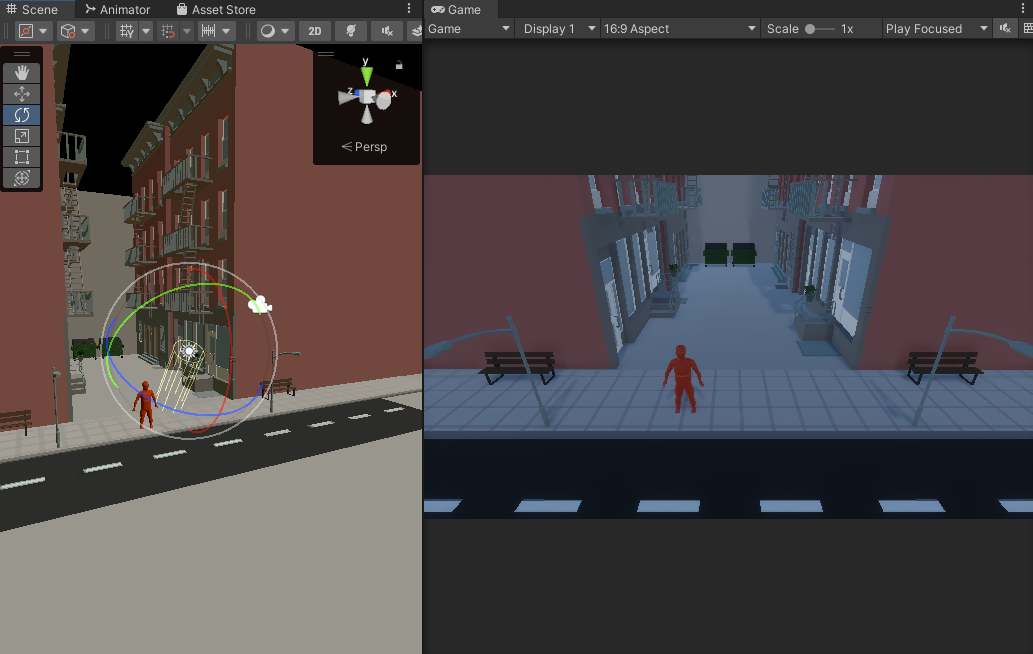 Scene Animator Asset Store
2D
y
z x
Persp
Game
Game Display 1 16:9 Aspect Scale 1x Play Focused